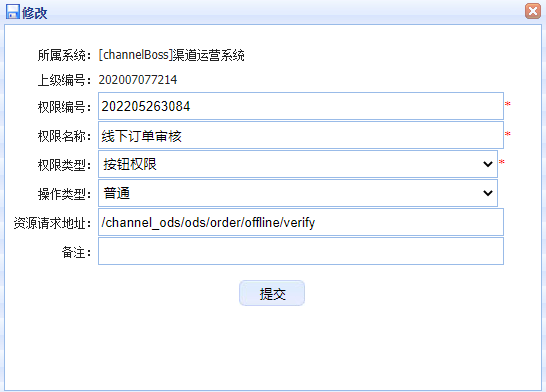 修改
所属系统：[channelBoss]渠道运营系统
上级编号：202007077214
权限编号：202205263084 *
权限名称：线下订单审核 *
权限类型：按钮权限 *
操作类型：普通
资源请求地址：/channel_ods/ods/order/offline/verify
备注：
提交